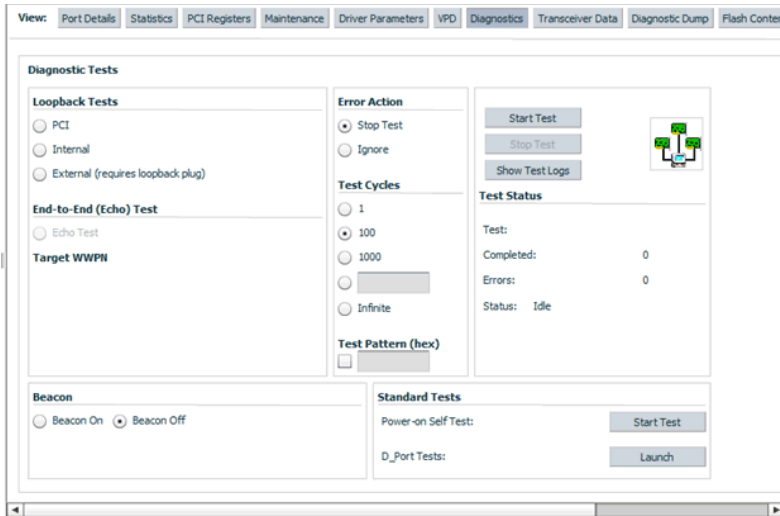 View: Port Details Statistics PCI Registers Maintenance Driver Parameters VPD Diagnostics Transceiver Data Diagnostic Dump Flash Conter
Diagnostic Tests
Loopback Tests
PCI
Internal
External (requires loopback plug)
End-to-End (Echo) Test
Echo Test
Target WWPN
Error Action
Stop Test
Ignore
Test Cycles
1
100
1000
Infinite
Test Pattern (hex)
Start Test
Stop Test
Show Test Logs
Test Status
Test:
Completed: 0
Errors: 0
Status: Idle
Beacon
Beacon On Beacon Off
Standard Tests
Power-on Self Test: Start Test
D_Port Tests: Launch